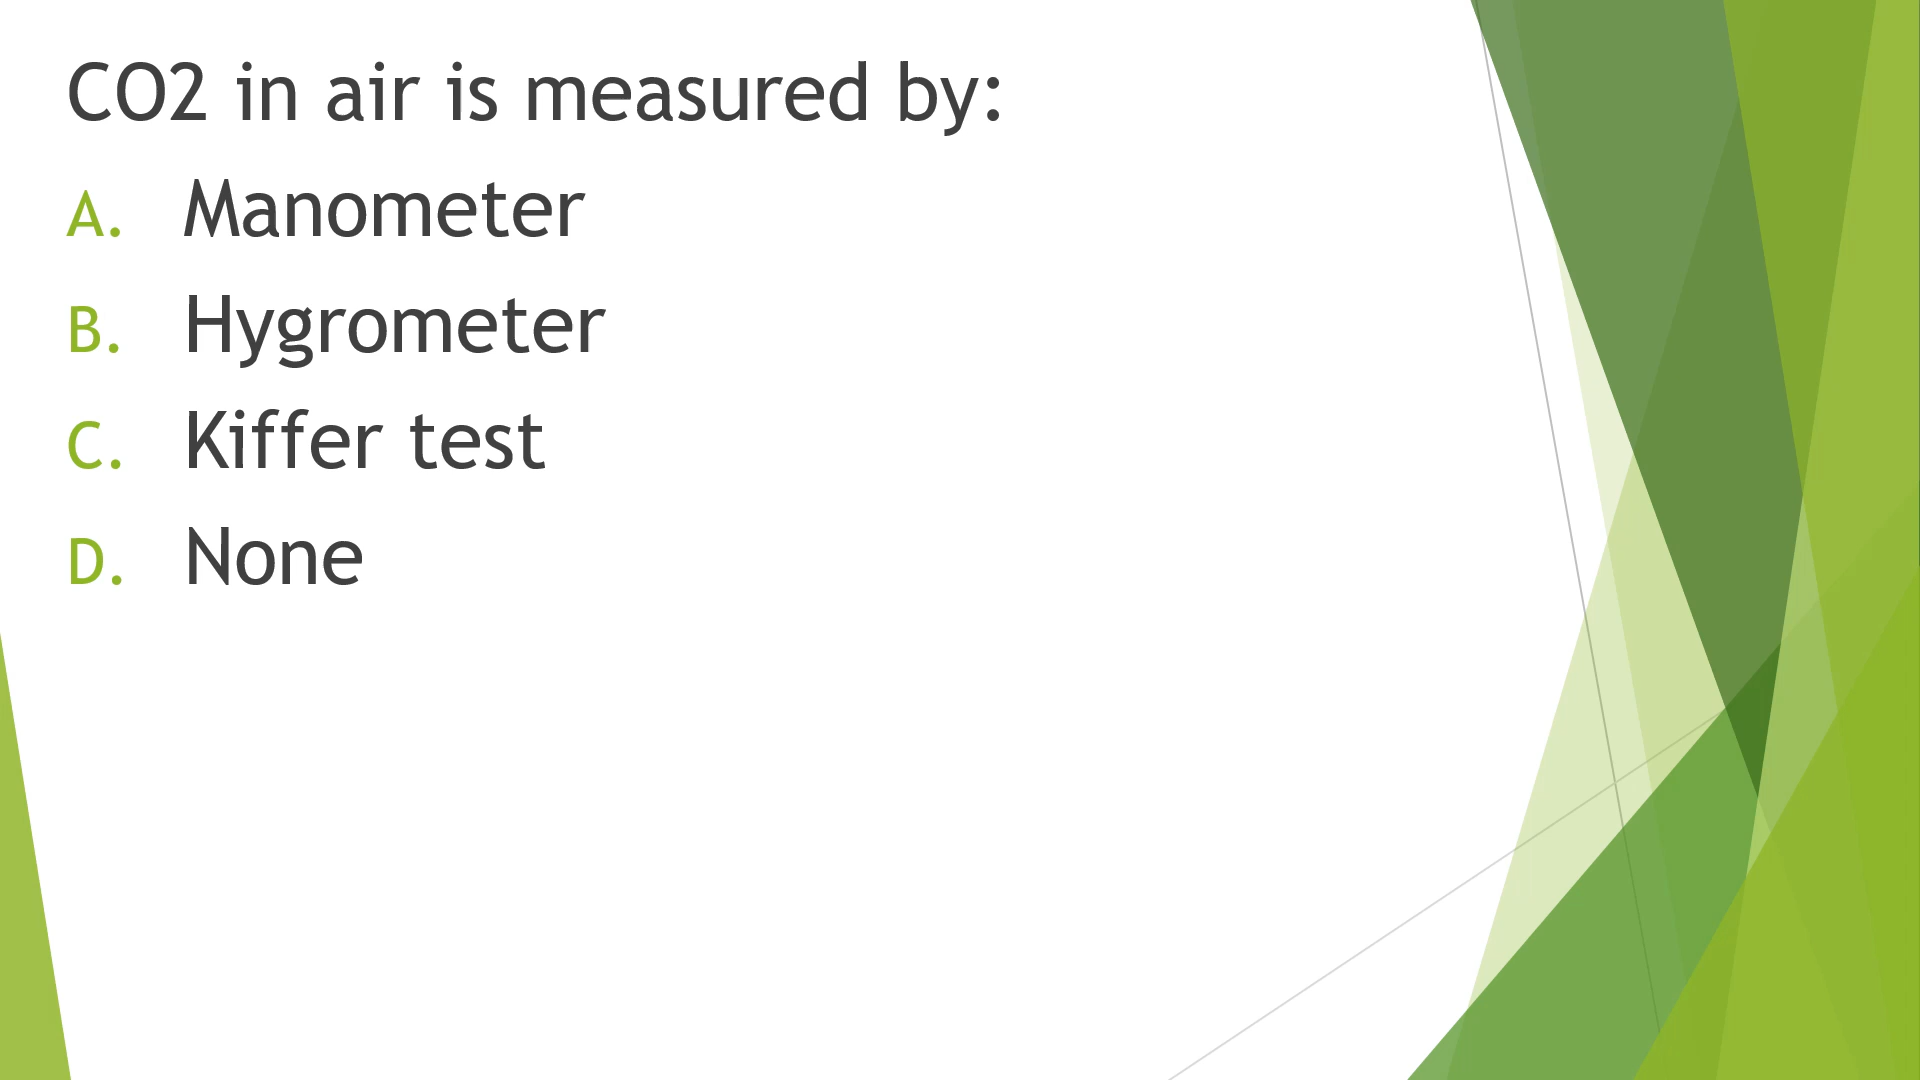 CO2 in air is measured by:
A. Manometer
B. Hygrometer
C. Kiffer test
D. None